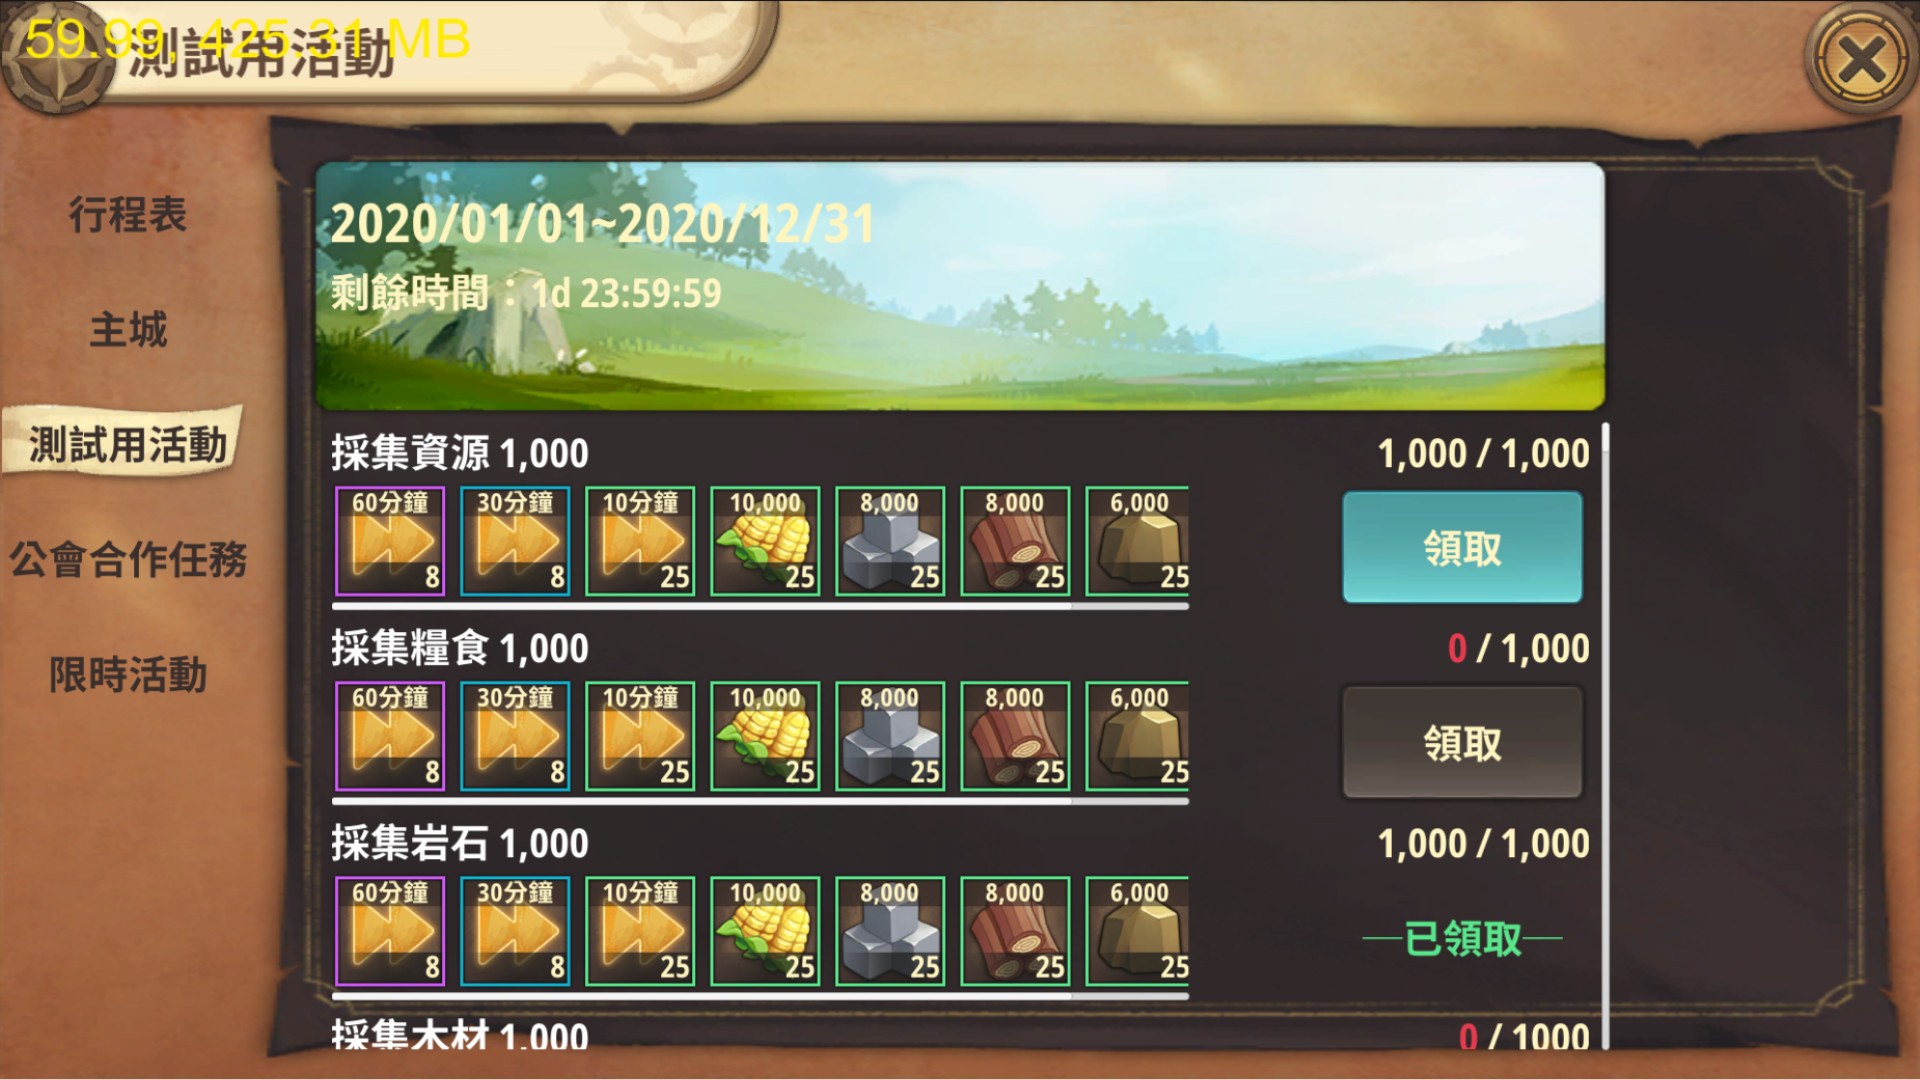 59.99, 425.31 MB
測試用活動
行程表
主城
測試用活動
公會合作任務
限時活動
2020/01/01~2020/12/31
剩餘時間：1d 23:59:59
採集資源 1,000
1,000 / 1,000
60分鐘 30分鐘 10分鐘 10,000 8,000 8,000 6,000
8 8 25 25 25 25 25
領取
採集糧食 1,000
0 / 1,000
60分鐘 30分鐘 10分鐘 10,000 8,000 8,000 6,000
8 8 25 25 25 25 25
領取
採集岩石 1,000
1,000 / 1,000
60分鐘 30分鐘 10分鐘 10,000 8,000 8,000 6,000
8 8 25 25 25 25 25
已領取
採集木材 1,000
0 / 1000